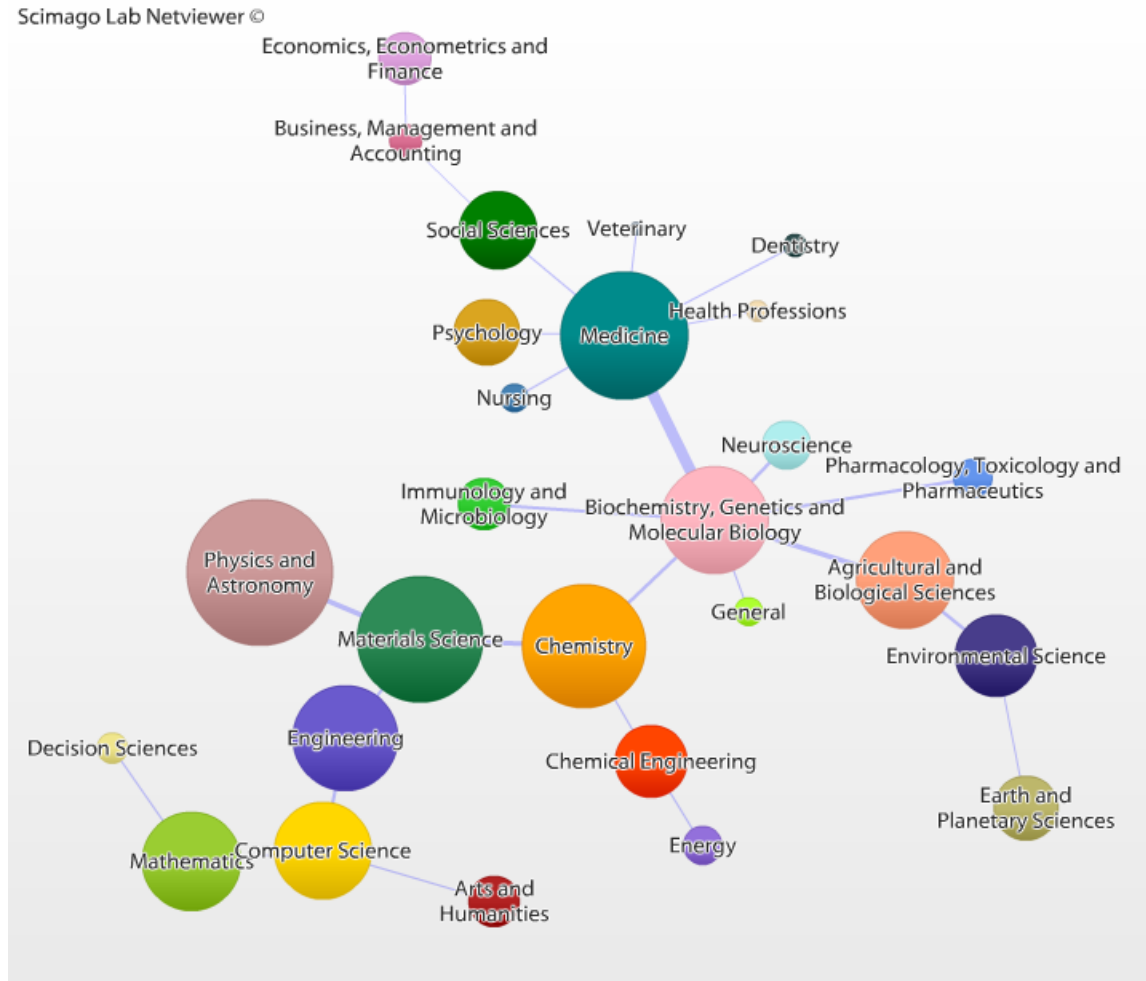 Scimago Lab Netviewer ©
Economics, Econometrics and
Finance
Business, Management and
Accounting
Social Sciences
Veterinary
Dentistry
Health Professions
Psychology
Medicine
Nursing
Neuroscience
Pharmacology, Toxicology and
Pharmaceutics
Immunology and
Microbiology
Biochemistry, Genetics and
Molecular Biology
Physics and
Astronomy
Agricultural and
Biological Sciences
General
Materials Science
Chemistry
Environmental Science
Engineering
Decision Sciences
Chemical Engineering
Earth and
Planetary Sciences
Energy
Mathematics
Computer Science
Arts and
Humanities